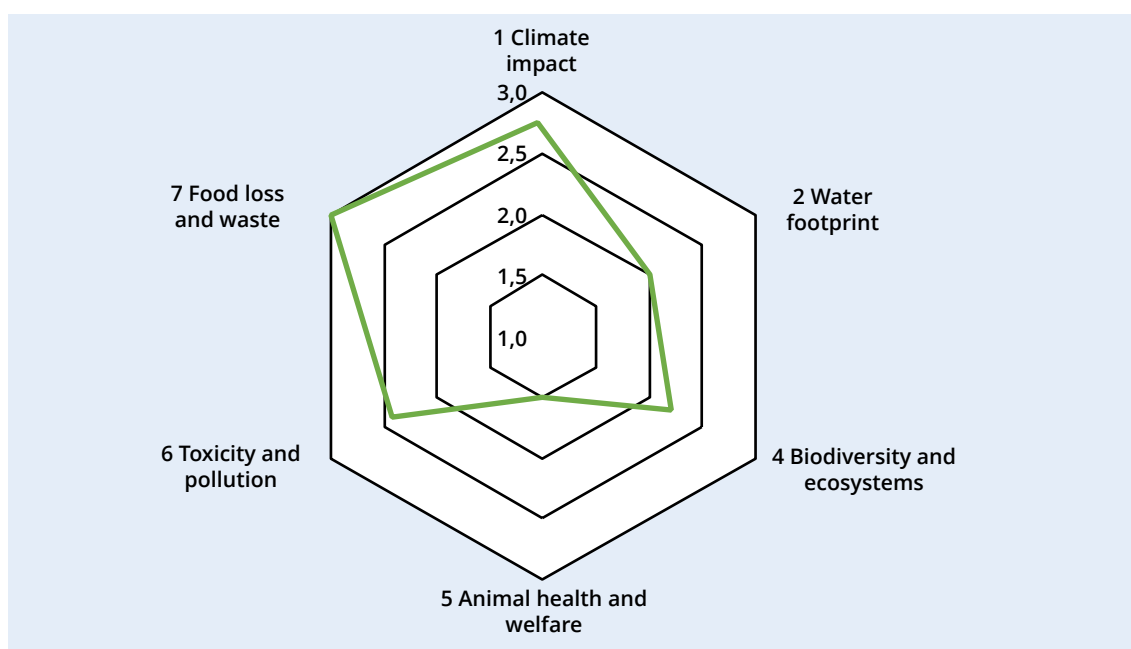 1 Climate
impact
3,0
2,5
2,0
1,5
1,0
7 Food loss
and waste
2 Water
footprint
6 Toxicity and
pollution
4 Biodiversity and
ecosystems
5 Animal health and
welfare